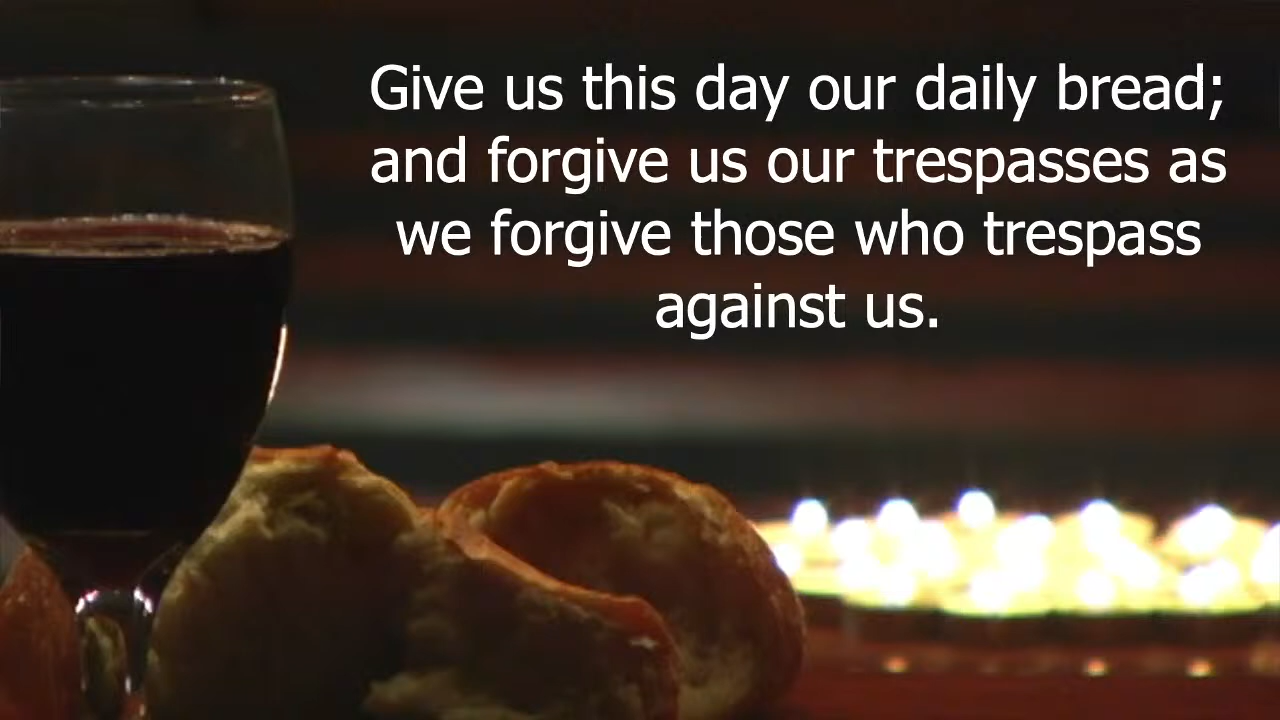 Give us this day our daily bread;
and forgive us our trespasses as
we forgive those who trespass
against us.